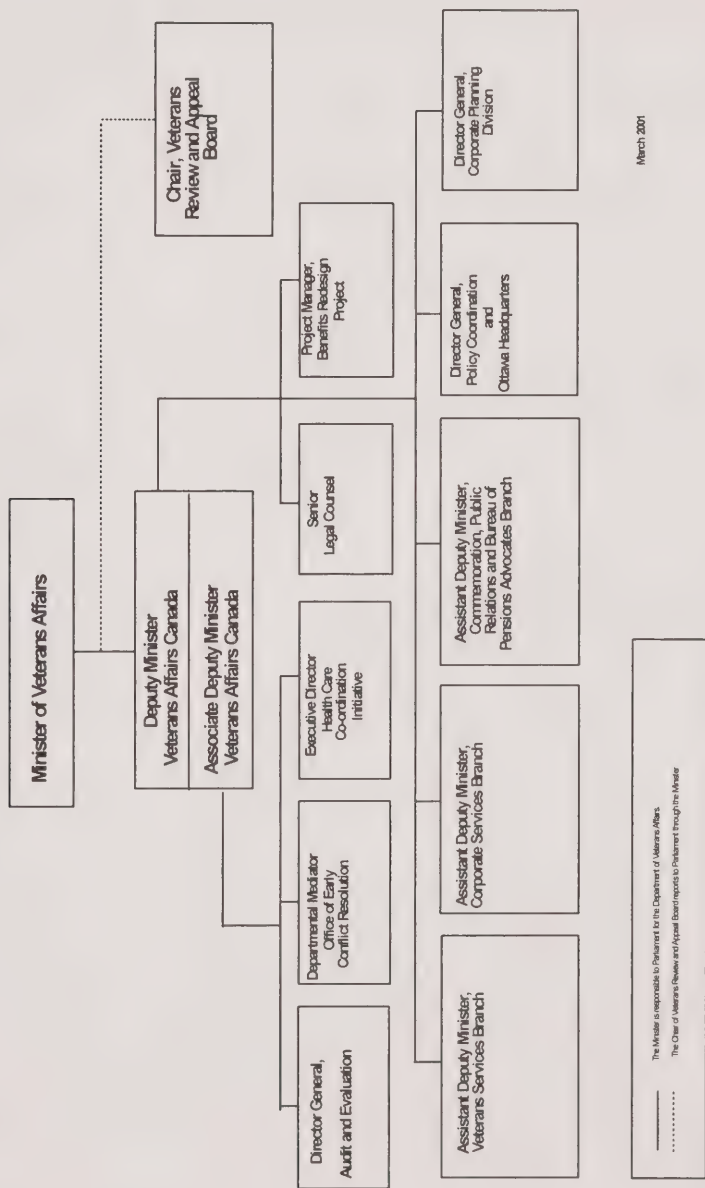 Minister of Veterans Affairs
Chair, Veterans
Review and Appeal
Board
Deputy Minister
Veterans Affairs Canada
Associate Deputy Minister
Veterans Affairs Canada
Director General,
Audit and Evaluation
Departmental Mediator
Office of Early
Conflict Resolution
Executive Director
Health Care
Co-ordination
Initiative
Senior
Legal Counsel
Project Manager,
Benefits Redesign
Project
Assistant Deputy Minister,
Veterans Services Branch
Assistant Deputy Minister,
Corporate Services Branch
Assistant Deputy Minister,
Commemoration, Public
Relations and Bureau of
Pensions Advocates Branch
Director General,
Policy Coordination
and
Ottawa Headquarters
Director General,
Corporate Planning
Division
The Minister is responsible to Parliament for the Department of Veterans Affairs.
The Chair of Veterans Review and Appeal Board reports to Parliament through the Minister
March 2001